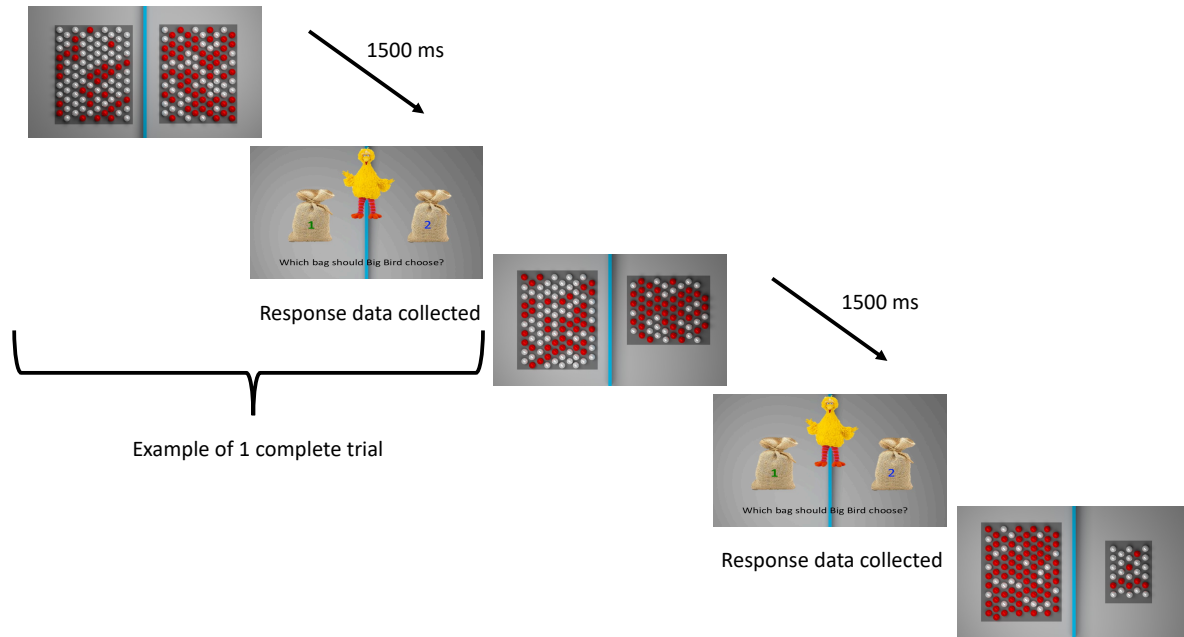 1500 ms
1
2
Which bag should Big Bird choose?
Response data collected
1500 ms
Example of 1 complete trial
1
2
Which bag should Big Bird choose?
Response data collected